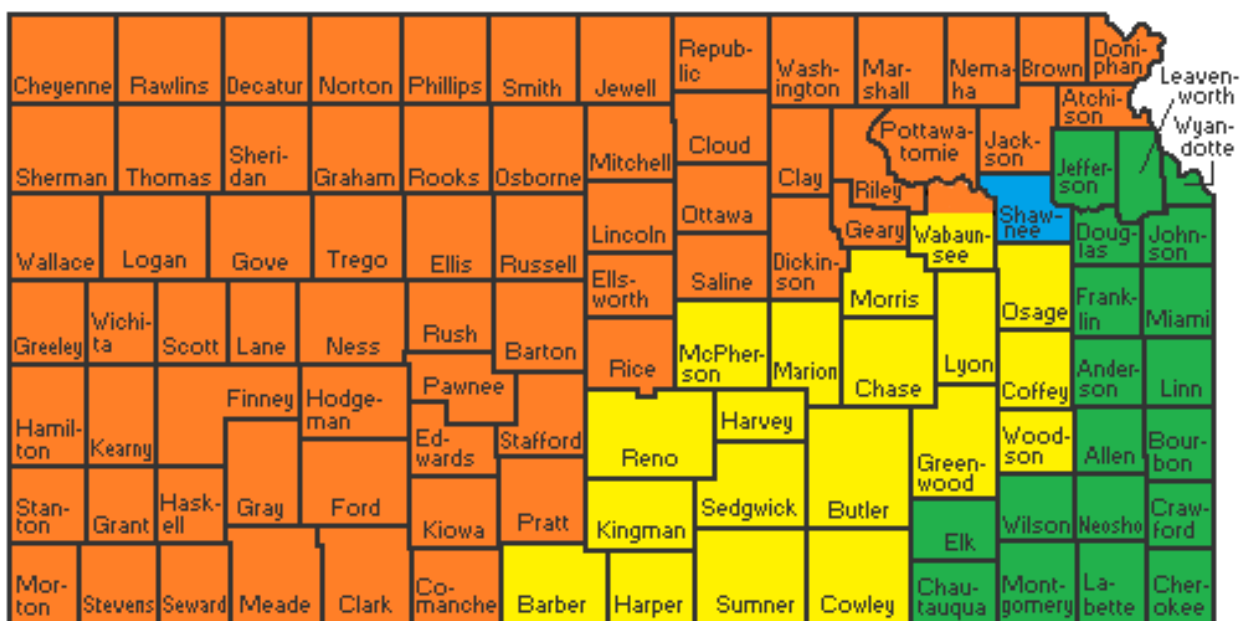 Cheyenne
Rawlins
Decatur
Norton
Phillips
Smith
Jewell
Repub-
lic
Wash-
ington
Mar-
shall
Nema-
ha
Brown
Doni-
phan
Leaven-
worth
Atchi-
son
Wyan-
dotte
Sherman
Thomas
Sheri-
dan
Graham
Rooks
Osborne
Mitchell
Cloud
Clay
Riley
Pottawa-
tomie
Jack-
son
Jeffer-
son
Shaw-
nee
Wallace
Logan
Gove
Trego
Ellis
Russell
Lincoln
Ottawa
Dickin-
son
Geary
Wabaun-
see
Doug-
las
John-
son
Greeley
Wichi-
ta
Scott
Lane
Ness
Rush
Barton
Ells-
worth
Saline
Morris
Osage
Frank-
lin
Miami
Rice
McPher-
son
Marion
Chase
Lyon
Coffey
Ander-
son
Linn
Hamil-
ton
Kearny
Finney
Hodge-
man
Pawnee
Ed-
wards
Stafford
Reno
Harvey
Green-
wood
Wood-
son
Allen
Bour-
bon
Stan-
ton
Grant
Hask-
ell
Gray
Ford
Kiowa
Pratt
Kingman
Sedgwick
Butler
Elk
Wilson
Neosho
Craw-
ford
Mor-
ton
Stevens
Seward
Meade
Clark
Co-
manche
Barber
Harper
Sumner
Cowley
Chau-
tauqua
Mont-
gomery
La-
bette
Cher-
okee